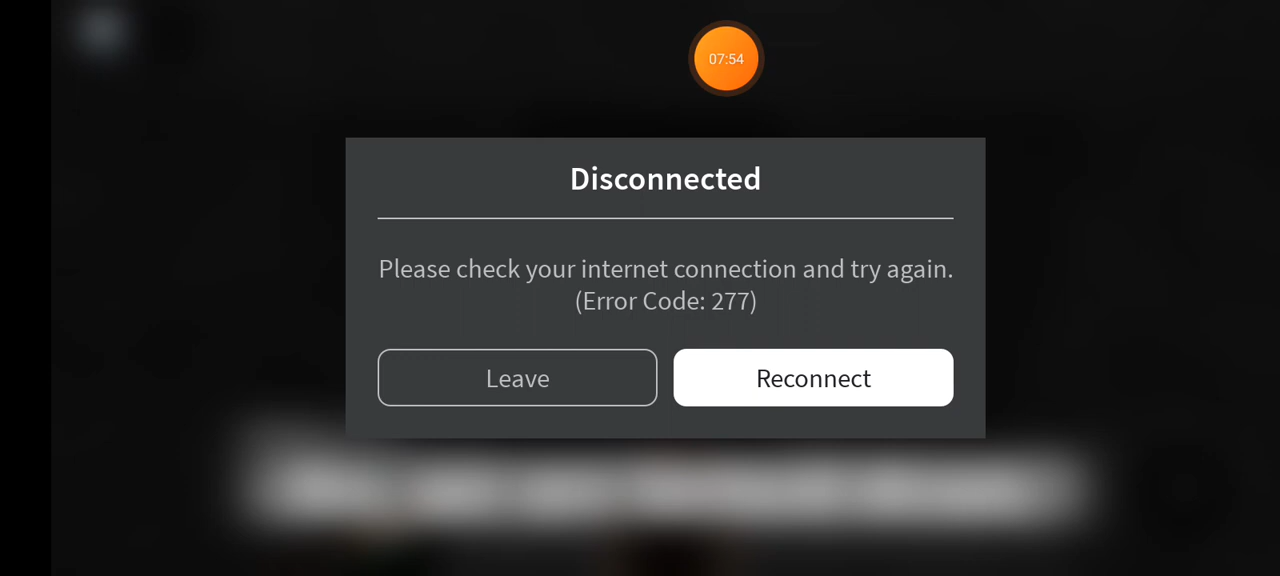 07:54
Disconnected
Please check your internet connection and try again.
(Error Code: 277)
Leave
Reconnect